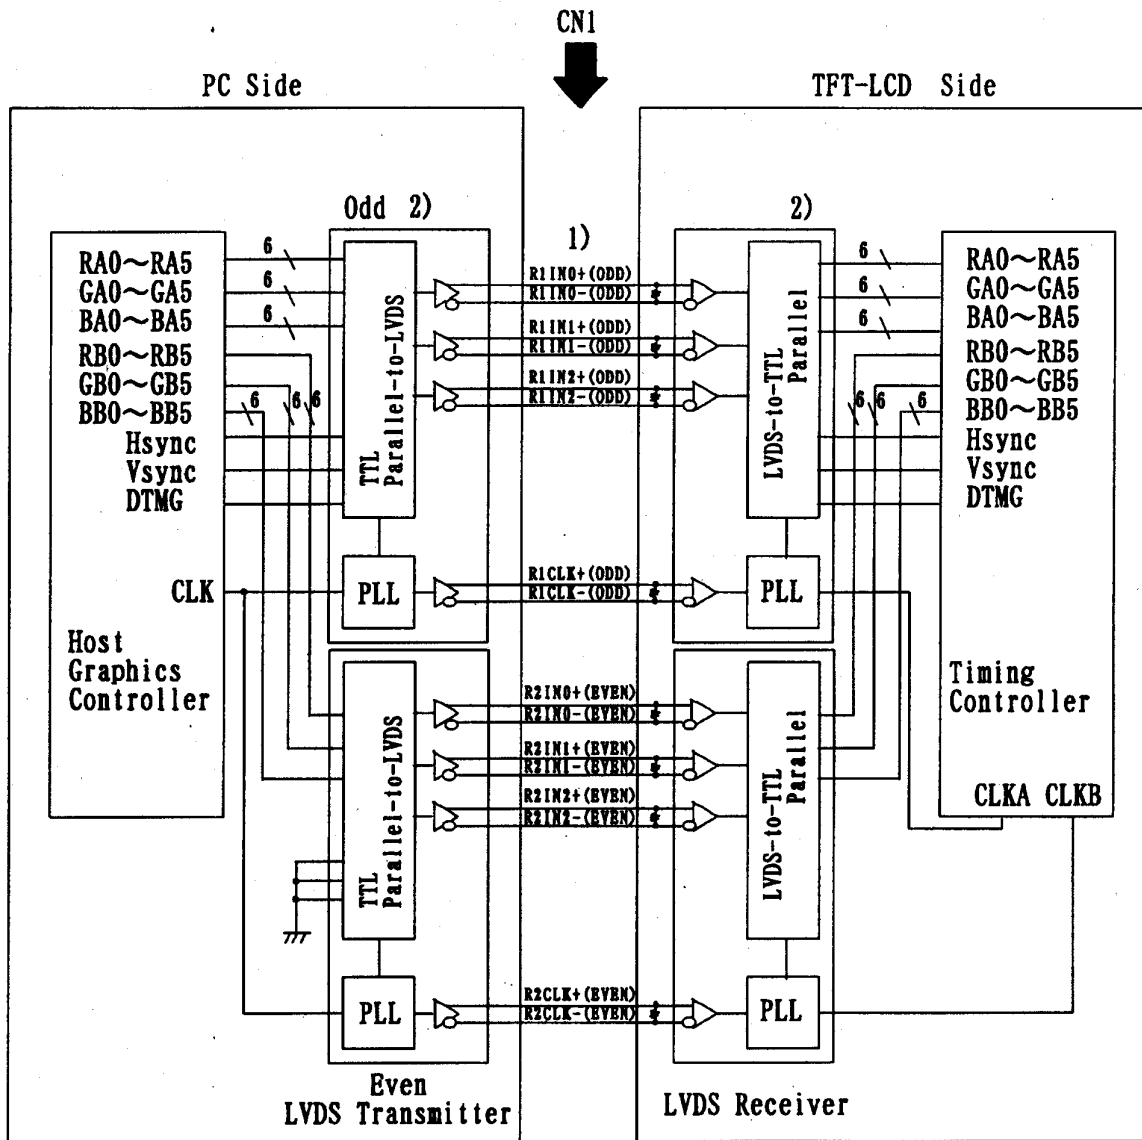 CN1
PC Side
TFT-LCD Side
Odd 2)
1)
2)
RA0~RA5
GA0~GA5
BA0~BA5
RB0~RB5
GB0~GB5
BB0~BB5
Hsync
Vsync
DTMG
CLK
Host
Graphics
Controller
6
6
6
6
6
6
TTL
Parallel-to-LVDS
PLL
R1IN0+(ODD)
R1IN0-(ODD)
R1IN1+(ODD)
R1IN1-(ODD)
R1IN2+(ODD)
R1IN2-(ODD)
R1CLK+(ODD)
R1CLK-(ODD)
LVDS-to-TTL
Parallel
PLL
6
6
6
6
6
6
RA0~RA5
GA0~GA5
BA0~BA5
RB0~RB5
GB0~GB5
BB0~BB5
Hsync
Vsync
DTMG
Timing
Controller
CLKA CLKB
TTL
Parallel-to-LVDS
PLL
R2IN0+(EVEN)
R2IN0-(EVEN)
R2IN1+(EVEN)
R2IN1-(EVEN)
R2IN2+(EVEN)
R2IN2-(EVEN)
R2CLK+(EVEN)
R2CLK-(EVEN)
LVDS-to-TTL
Parallel
PLL
Even
LVDS Transmitter
LVDS Receiver